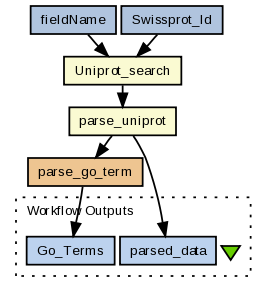 fieldName
Swissprot_Id
Uniprot_search
parse_uniprot
parse_go_term
Workflow Outputs
Go_Terms
parsed_data